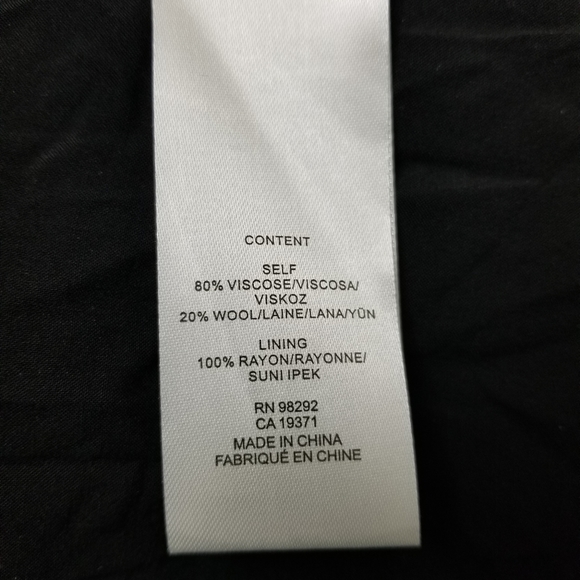 CONTENT
SELF
80% VISCOSE/VISCOSA/
VISKOZ
20% WOOL/LAINE/LANA/YÜN
LINING
100% RAYON/RAYONNE/
SUNI IPEK
RN 98292
CA 19371
MADE IN CHINA
FABRIQUÉ EN CHINE